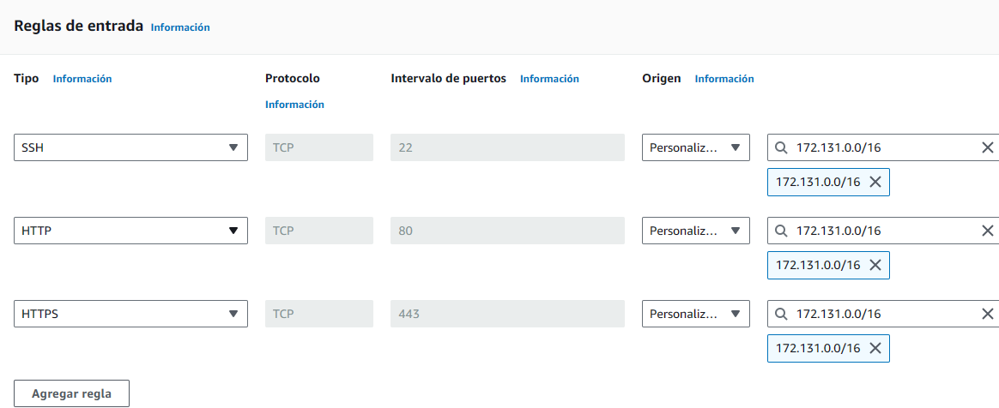 Reglas de entrada Información
Tipo Información Protocolo Intervalo de puertos Información Origen Información
Información
SSH TCP 22 Personaliz... 172.131.0.0/16
172.131.0.0/16
HTTP TCP 80 Personaliz... 172.131.0.0/16
172.131.0.0/16
HTTPS TCP 443 Personaliz... 172.131.0.0/16
172.131.0.0/16
Agregar regla